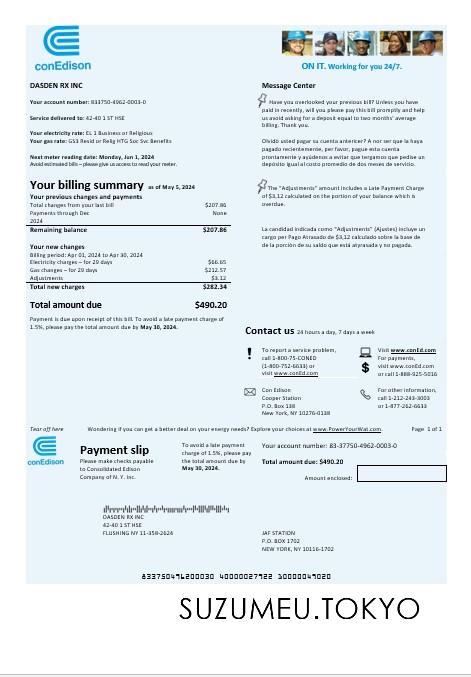 conEdison
ON IT. Working for you 24/7.
DASDEN RX INC
Your account number: 833750-4962-0003-0
Service delivered to: 42-40 1 ST HSE
Your electricity rate: EL 1 Business or Religious
Your gas rate: GS3 Resid or Relig HTG Soc Svc Benefits
Next meter reading date: Monday, Jun 1, 2024
Avoid estimated bills – please give us access to read your meter.
Your billing summary as of May 5, 2024
Your previous changes and payments
Total changes from your last bill $207.86
Payments through Dec None
2024
Remaining balance $207.86
Your new changes
Billing period: Apr 01, 2024 to Apr 30, 2024
Electricity charges – for 29 days $66.65
Gas changes – for 29 days $212.57
Adjustments $3.12
Total new charges $282.34
Total amount due $490.20
Payment is due upon receipt of this bill. To avoid a late payment charge of
1.5%, please pay the total amount due by May 30, 2024.
Message Center
Have you overlooked your previous bill? Unless you have
paid in recently, will you please pay this bill promptly and help
us avoid asking for a deposit equal to two months' average
billing. Thank you.
Olvidó usted pagar su cuenta anterior? A nor ser que la haya
pagado recientemente, por favor, pague esta cuenta
prontamente y ayúdenos a evitar que tengamos que pedise un
depósito igual al costo promedio de dos meses de servicio.
The "Adjustments" amount includes a Late Payment Charge
of $3,12 calculated on the portion of your balance which is
overdue.
La candidad indicada como "Adjustments" (Ajustes) incluye un
cargo per Pago Atrasado de $3,12 calculado sobre la base de
de la porción de su saldo que está atyrasada y no pagada.
Contact us 24 hours a day, 7 days a week
To report a service problem,
call 1-800-75-CONED
(1-800-752-6633) or
visit www.conEd.com
Visit www.conEd.com
For payments,
visit www.conEd.com
or call 1-888-925-5016
Con Edison
Cooper Station
P.O. Box 138
New York, NY 10276-0138
For other information,
call 1-212-243-3003
or 1-877-262-6633
Tear off here Wondering if you can get a better deal on your energy needs? Explore your options at www.PowerYourWat.com. Page 1 of 1
conEdison
Payment slip
Please make checks payable
to Consolidated Edison
Company of N. Y. Inc.
To avoid a late payment
charge of 1.5%, please pay
the total amount due by
May 30, 2024.
Your account number: 83-37750-4962-0003-0
Total amount due: $490.20
Amount enclosed:
DASDEN RX INC
42-40 1 ST HSE
FLUSHING NY 11-358-2624
JAF STATION
P.O. BOX 1702
NEW YORK, NY 10116-1702
833750496200030 40000027922 10000049020
SUZUMEU.TOKYO